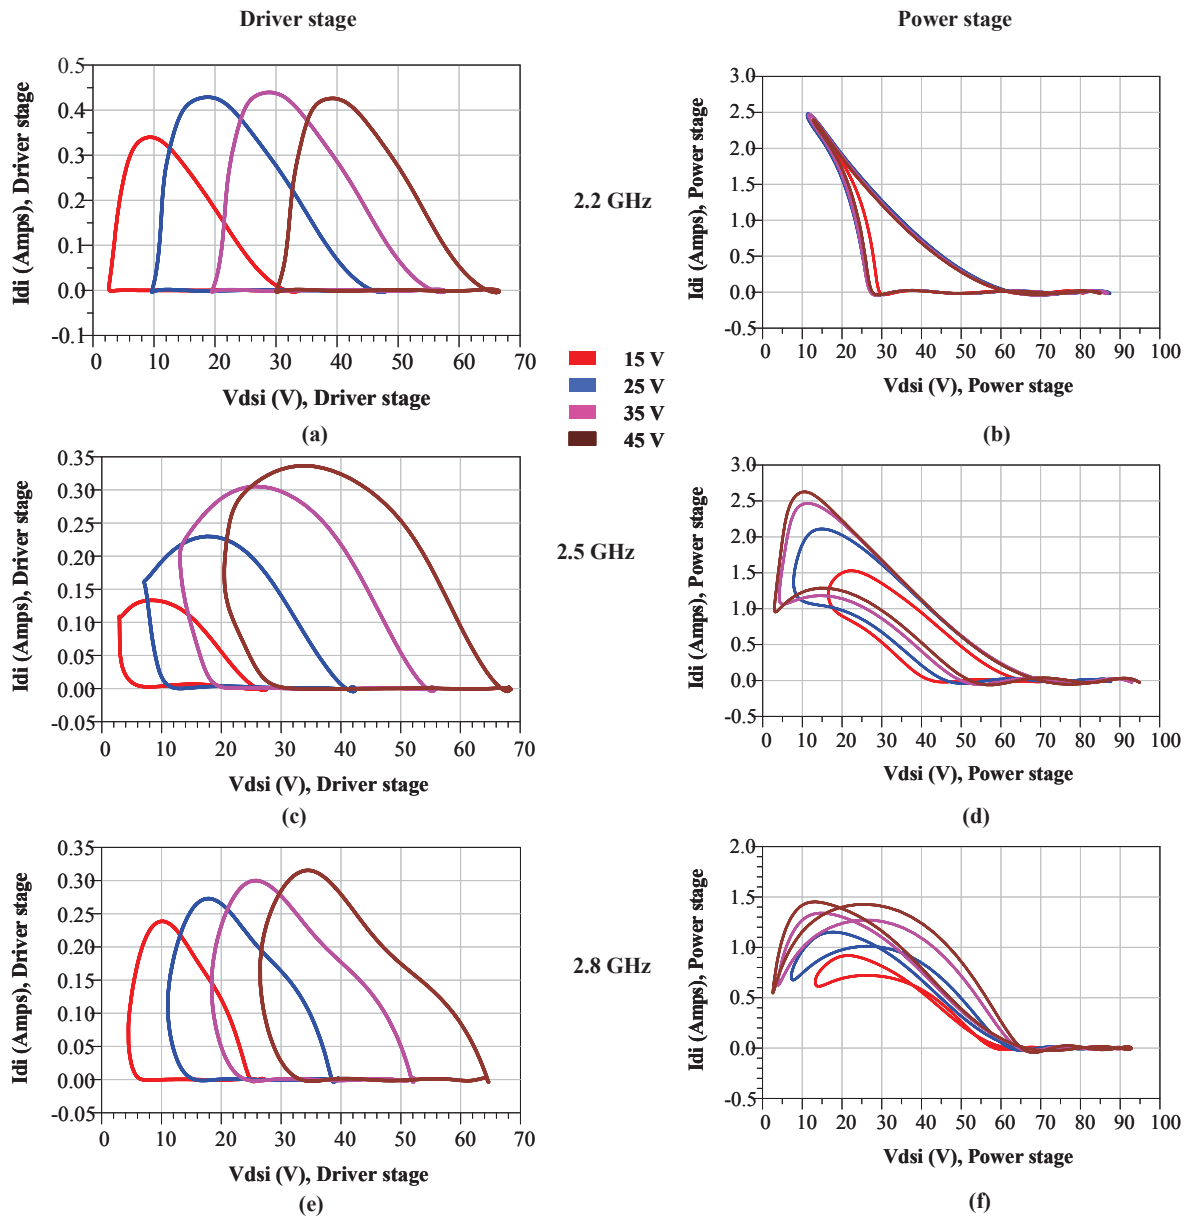 Driver stage
Power stage
Idi (Amps), Driver stage
0.5
0.4
0.3
0.2
0.1
0.0
-0.1
0 10 20 30 40 50 60 70
Vdsi (V), Driver stage
(a)
2.2 GHz
Idi (Amps), Power stage
3.0
2.5
2.0
1.5
1.0
0.5
0.0
-0.5
0 10 20 30 40 50 60 70 80 90 100
Vdsi (V), Power stage
(b)
15 V
25 V
35 V
45 V
Idi (Amps), Driver stage
0.35
0.30
0.25
0.20
0.15
0.10
0.05
0.00
-0.05
0 10 20 30 40 50 60 70
Vdsi (V), Driver stage
(c)
2.5 GHz
Idi (Amps), Power stage
3.0
2.5
2.0
1.5
1.0
0.5
0.0
-0.5
0 10 20 30 40 50 60 70 80 90 100
Vdsi (V), Power stage
(d)
Idi (Amps), Driver stage
0.35
0.30
0.25
0.20
0.15
0.10
0.05
0.00
-0.05
0 10 20 30 40 50 60 70
Vdsi (V), Driver stage
(e)
2.8 GHz
Idi (Amps), Power stage
2.0
1.5
1.0
0.5
0.0
-0.5
0 10 20 30 40 50 60 70 80 90 100
Vdsi (V), Power stage
(f)